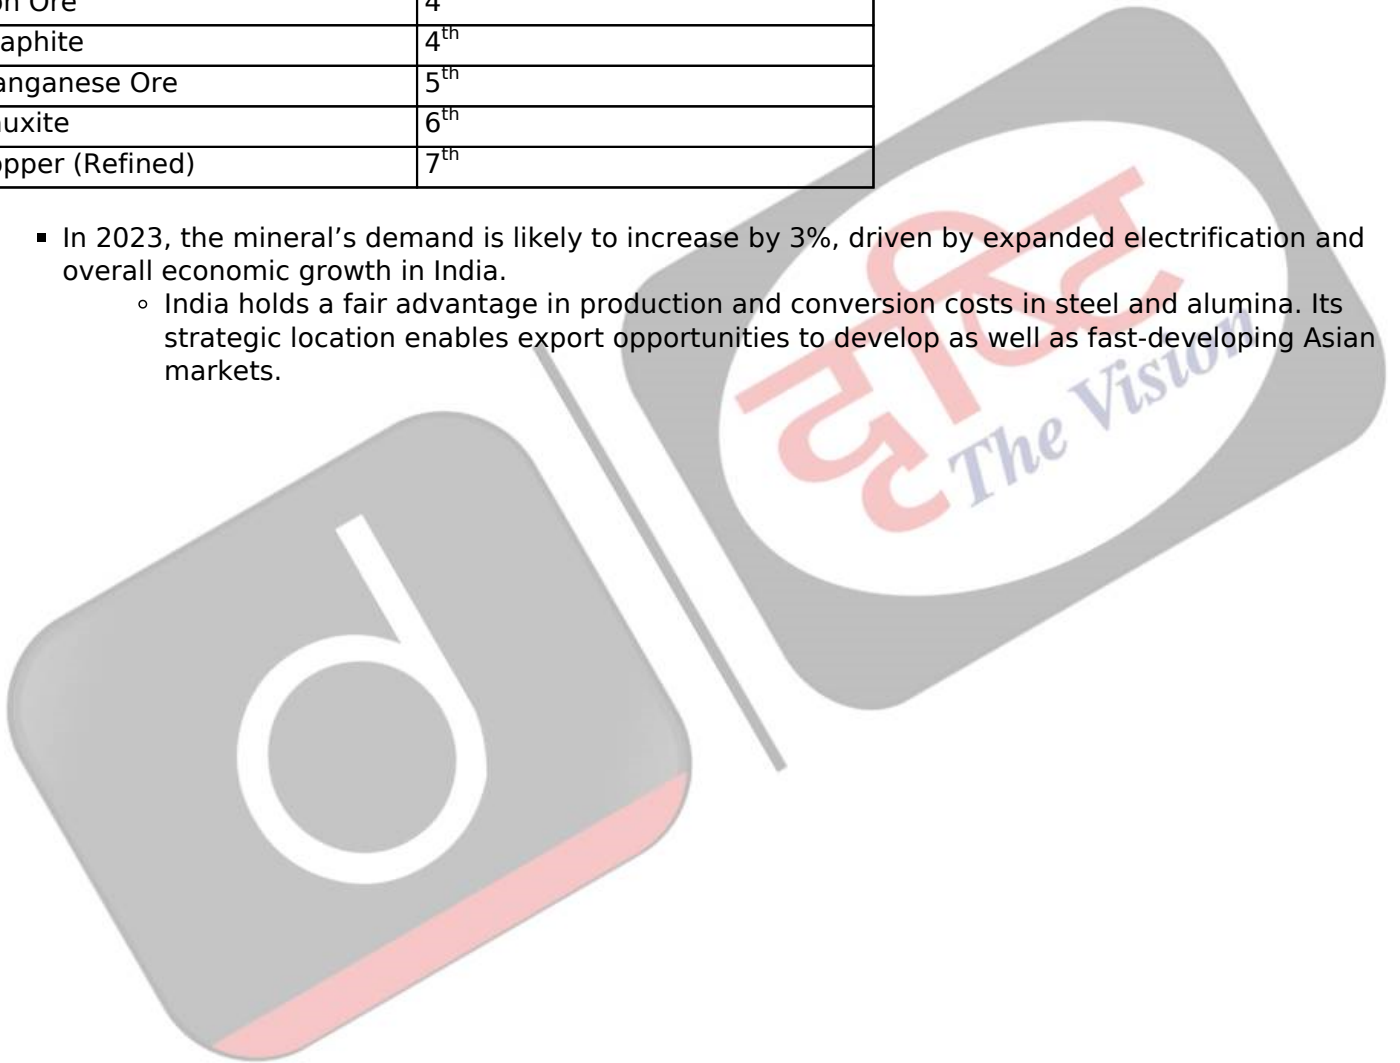 on Ore 4
aphite 4th
anganese Ore 5th
auxite 6th
opper (Refined) 7th
▪ In 2023, the mineral’s demand is likely to increase by 3%, driven by expanded electrification and
overall economic growth in India.
◦ India holds a fair advantage in production and conversion costs in steel and alumina. Its
strategic location enables export opportunities to develop as well as fast-developing Asian
markets.
दृष्टि
The Vision
d